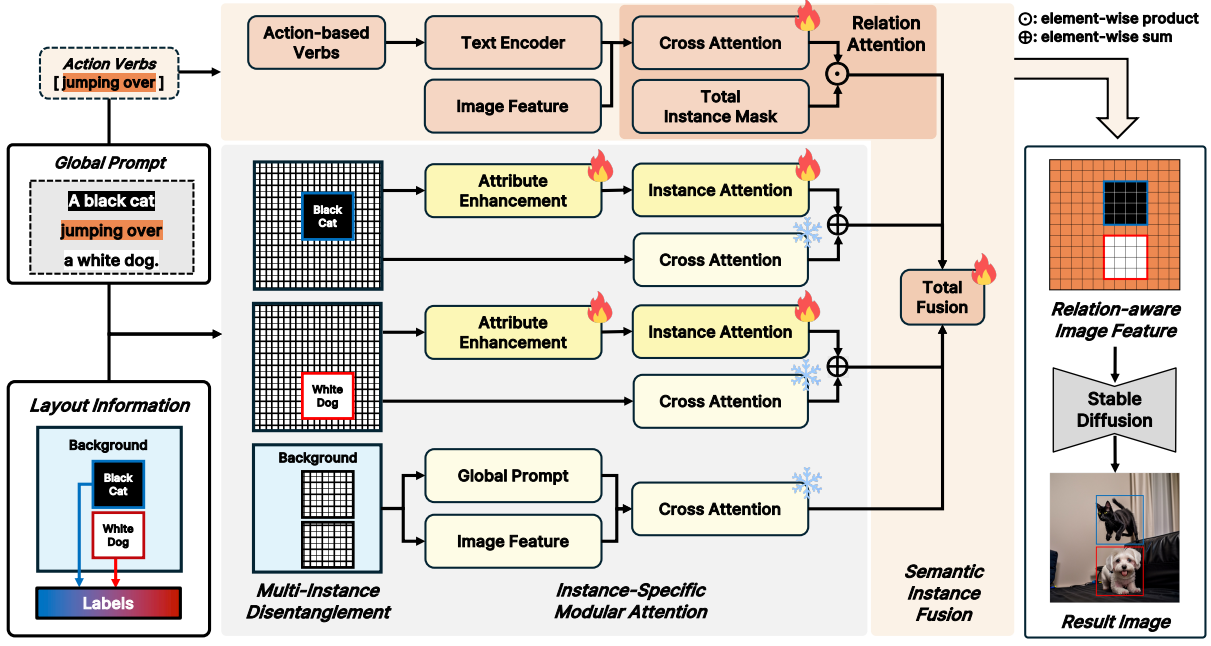 ⊙: element-wise product
⊕: element-wise sum
Action Verbs
[ jumping over ]
Global Prompt
A black cat
jumping over
a white dog.
Layout Information
Background
Black
Cat
White
Dog
Labels
Action-based
Verbs
Text Encoder
Image Feature
Cross Attention
Total
Instance Mask
Relation
Attention
Black
Cat
Attribute
Enhancement
Instance Attention
Cross Attention
White
Dog
Attribute
Enhancement
Instance Attention
Cross Attention
Background
Global Prompt
Image Feature
Cross Attention
Multi-Instance
Disentanglement
Instance-Specific
Modular Attention
Total
Fusion
Semantic
Instance
Fusion
Relation-aware
Image Feature
Stable
Diffusion
Result Image